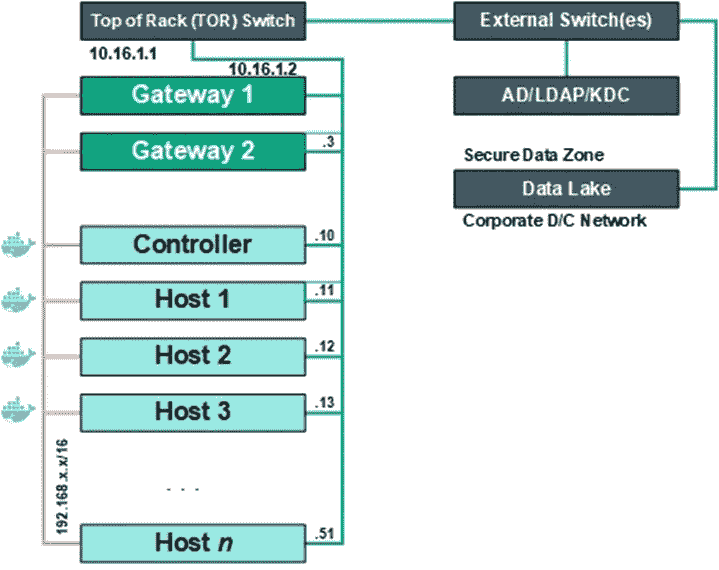 Top of Rack (TOR) Switch
External Switch(es)
10.16.1.1
10.16.1.2
Gateway 1
AD/LDAP/KDC
Gateway 2
.3
Secure Data Zone
Data Lake
Corporate D/C Network
Controller
.10
Host 1
.11
Host 2
.12
Host 3
.13
192.168.x.x/16
. . .
Host n
.51